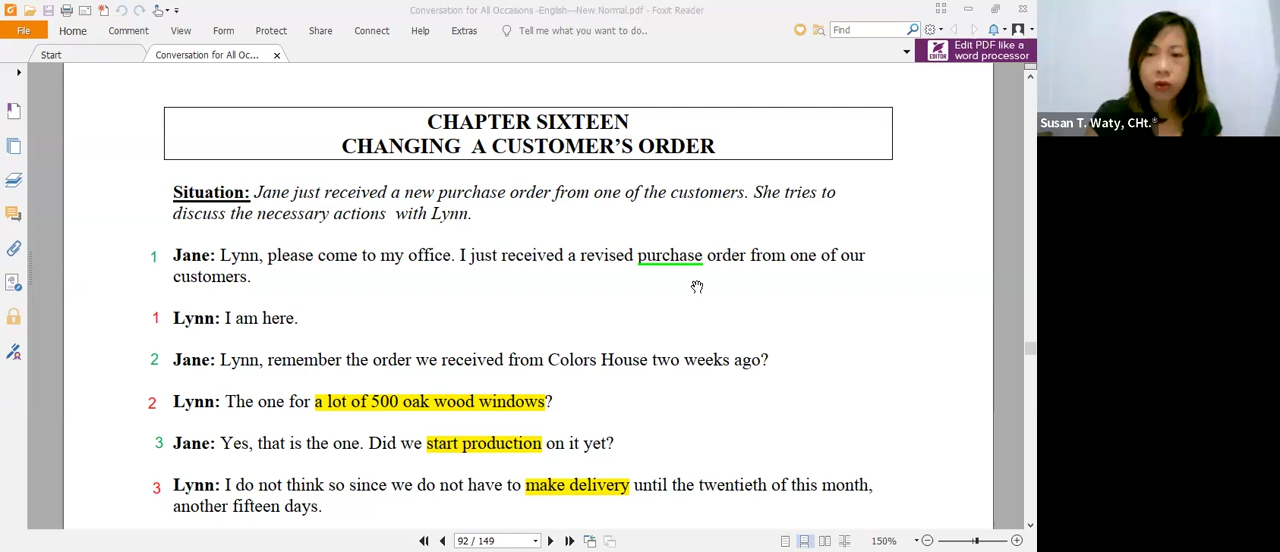 Conversation for All Occasions -English---New Normal.pdf - Foxit Reader
File Home Comment View Form Protect Share Connect Help Extras Tell me what you want to do.. Find
Start Conversation for All Oc... Edit PDF like a
EDITOR word processor
CHAPTER SIXTEEN
CHANGING A CUSTOMER'S ORDER
Susan T. Waty, CHt.®
Situation: Jane just received a new purchase order from one of the customers. She tries to
discuss the necessary actions with Lynn.
1 Jane: Lynn, please come to my office. I just received a revised purchase order from one of our
customers.
1 Lynn: I am here.
2 Jane: Lynn, remember the order we received from Colors House two weeks ago?
2 Lynn: The one for a lot of 500 oak wood windows?
3 Jane: Yes, that is the one. Did we start production on it yet?
3 Lynn: I do not think so since we do not have to make delivery until the twentieth of this month,
another fifteen days.
92 / 149 150%